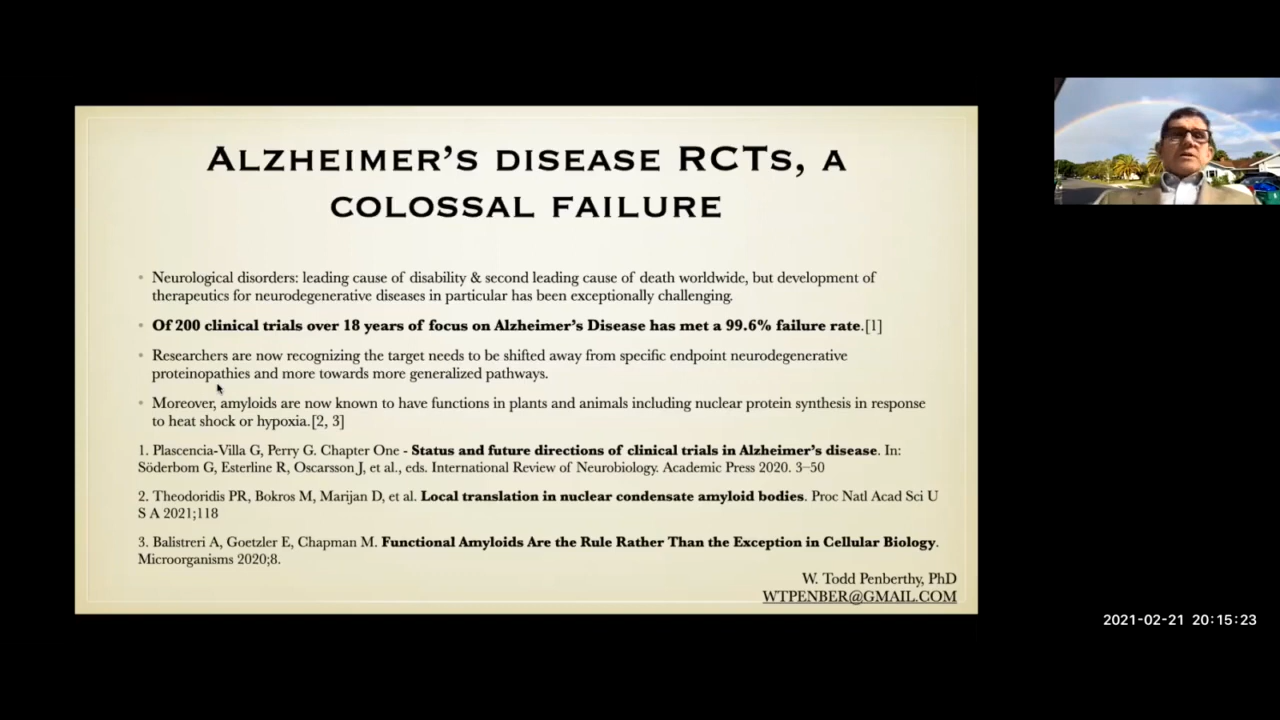 ALZHEIMER'S DISEASE RCTS, A
COLOSSAL FAILURE
• Neurological disorders: leading cause of disability & second leading cause of death worldwide, but development of
therapeutics for neurodegenerative diseases in particular has been exceptionally challenging.
• Of 200 clinical trials over 18 years of focus on Alzheimer's Disease has met a 99.6% failure rate.[1]
• Researchers are now recognizing the target needs to be shifted away from specific endpoint neurodegenerative
proteinopathies and more towards more generalized pathways.
• Moreover, amyloids are now known to have functions in plants and animals including nuclear protein synthesis in response
to heat shock or hypoxia.[2, 3]
1. Plascencia-Villa G, Perry G. Chapter One - Status and future directions of clinical trials in Alzheimer's disease. In:
Söderbom G, Esterline R, Oscarsson J, et al., eds. International Review of Neurobiology. Academic Press 2020. 3–50
2. Theodoridis PR, Bokros M, Marijan D, et al. Local translation in nuclear condensate amyloid bodies. Proc Natl Acad Sci U
S A 2021;118
3. Balistreri A, Goetzler E, Chapman M. Functional Amyloids Are the Rule Rather Than the Exception in Cellular Biology.
Microorganisms 2020;8.
W. Todd Penberthy, PhD
WTPENBER@GMAIL.COM
2021-02-21 20:15:23